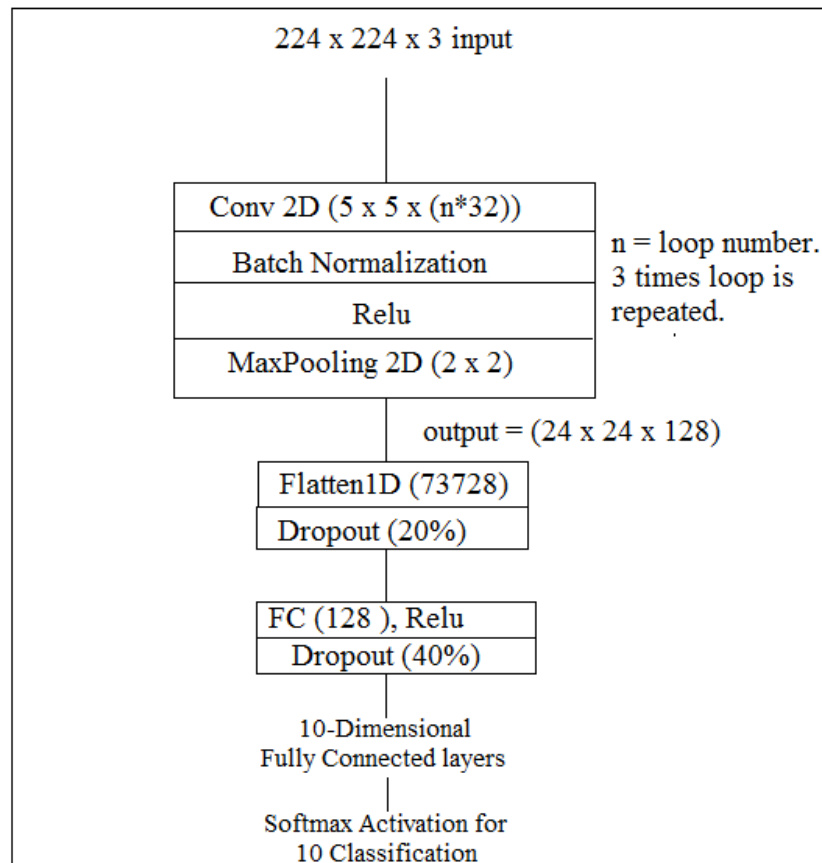 224 x 224 x 3 input
Conv 2D (5 x 5 x (n*32))
Batch Normalization
Relu
MaxPooling 2D (2 x 2)
n = loop number.
3 times loop is
repeated.
output = (24 x 24 x 128)
Flatten1D (73728)
Dropout (20%)
FC (128 ), Relu
Dropout (40%)
10-Dimensional
Fully Connected layers
Softmax Activation for
10 Classification